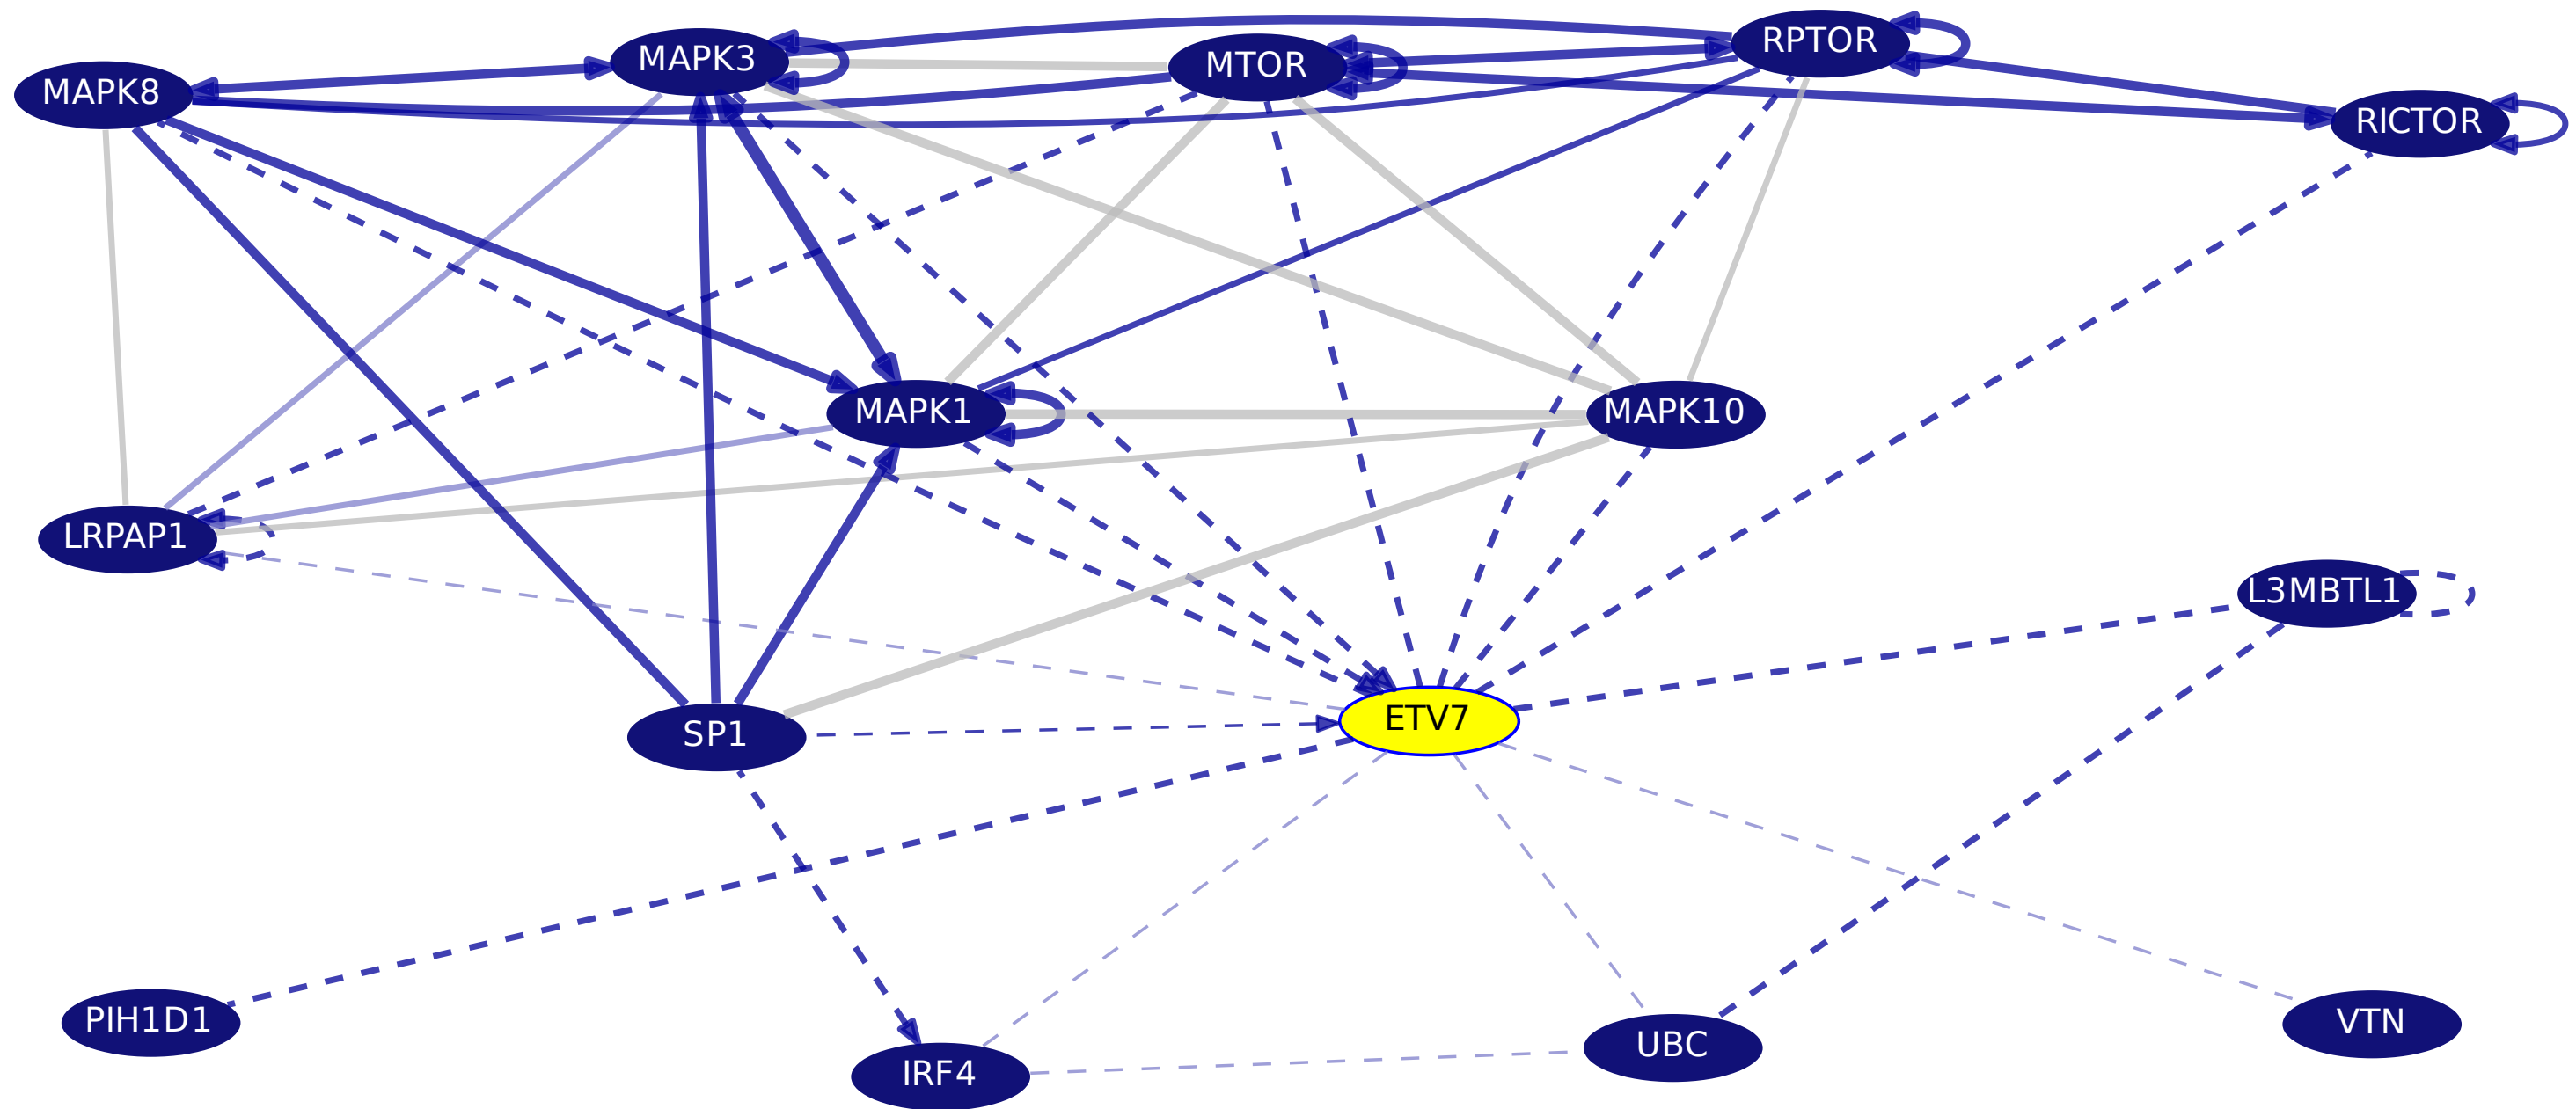 RPTOR
MAPK3
MTOR
MAPK8
RICTOR
MAPK1
MAPK10
LRPAP1
L3MBTL1
ETV7
SP1
PIH1D1
VTN
UBC
IRF4